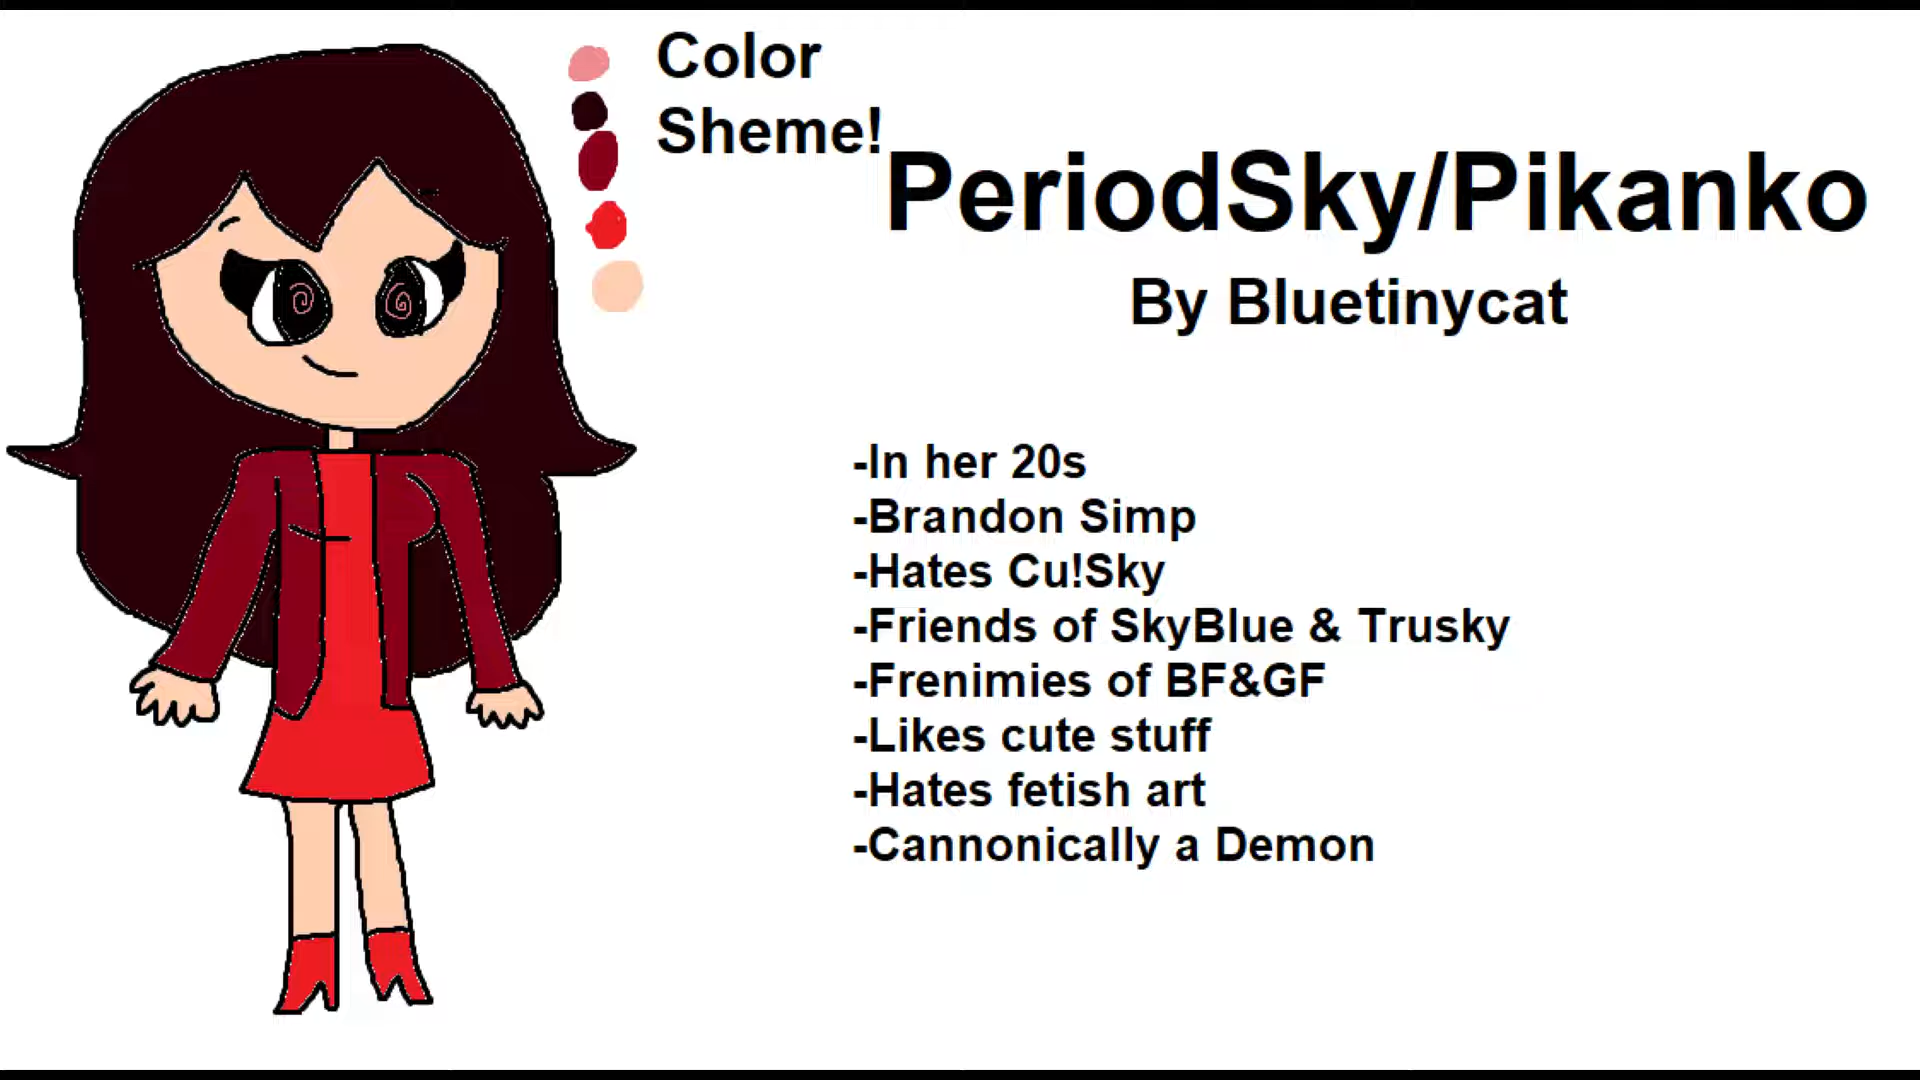 Color
Sheme!
PeriodSky/Pikanko
By Bluetinycat
-In her 20s
-Brandon Simp
-Hates Cu!Sky
-Friends of SkyBlue & Trusky
-Frenimies of BF&GF
-Likes cute stuff
-Hates fetish art
-Cannonically a Demon